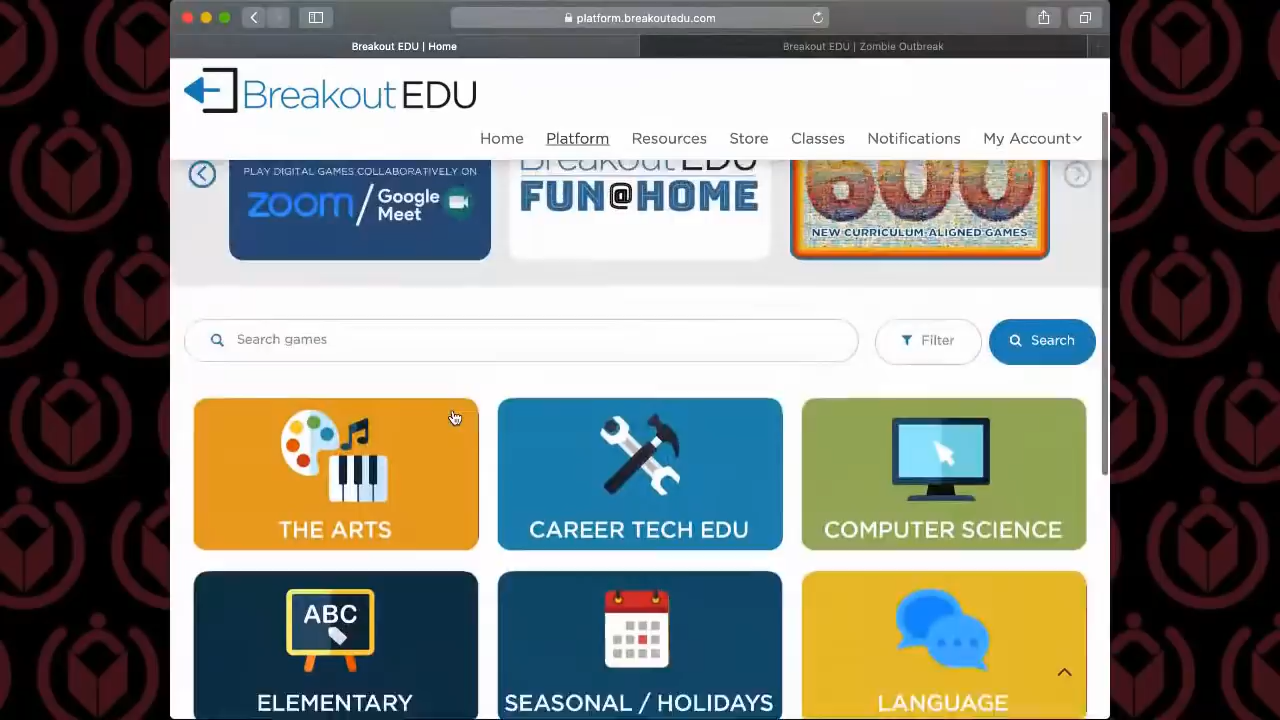 platform.breakoutedu.com
Breakout EDU | Home
Breakout EDU | Zombie Outbreak
Breakout EDU
Home Platform Resources Store Classes Notifications My Account
PLAY DIGITAL GAMES COLLABORATIVELY ON
zoom / Google Meet
Breakout EDU
FUN@HOME
NEW CURRICULUM-ALIGNED GAMES
Search games
Filter
Search
THE ARTS
CAREER TECH EDU
COMPUTER SCIENCE
ABC
ELEMENTARY
SEASONAL / HOLIDAYS
LANGUAGE